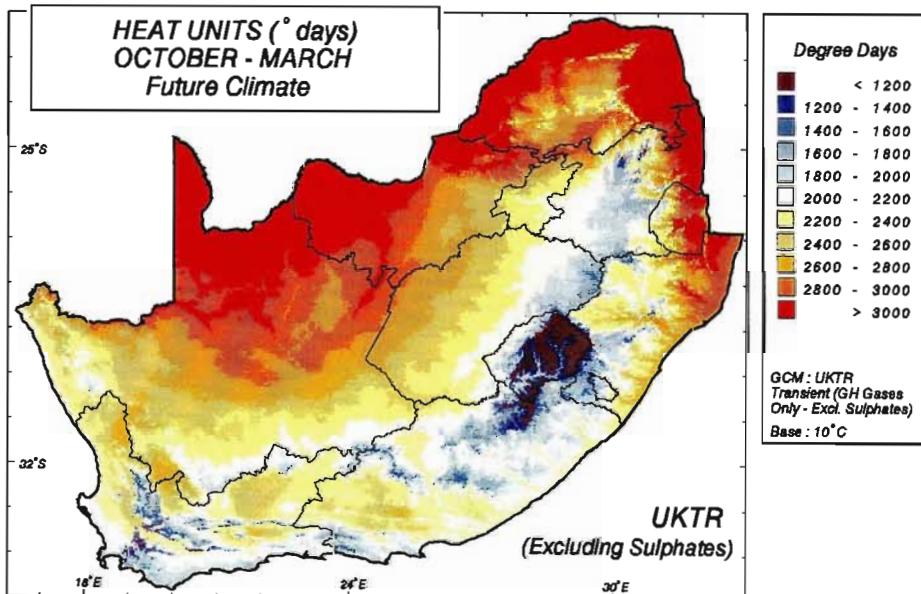 HEAT UNITS (° days)
OCTOBER - MARCH
Future Climate
25°S
32°S
18°E
24°E
30°E
UKTR
(Excluding Sulphates)
Degree Days
< 1200
1200 - 1400
1400 - 1600
1600 - 1800
1800 - 2000
2000 - 2200
2200 - 2400
2400 - 2600
2600 - 2800
2800 - 3000
> 3000
GCM : UKTR
Transient (GH Gases
Only - Excl. Sulphates)
Base : 10°C